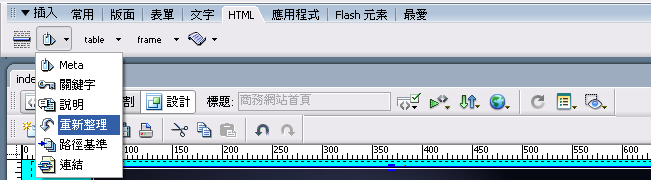 ▼插入 常用 版面 表單 文字 HTML 應用程式 Flash 元素 最愛
table frame
Meta
關鍵字
inde
說明
割 設計 標題: 商務網站首頁
重新整理
路徑基準
0 150 200 250 300 350 400 450 500 550 600
連結